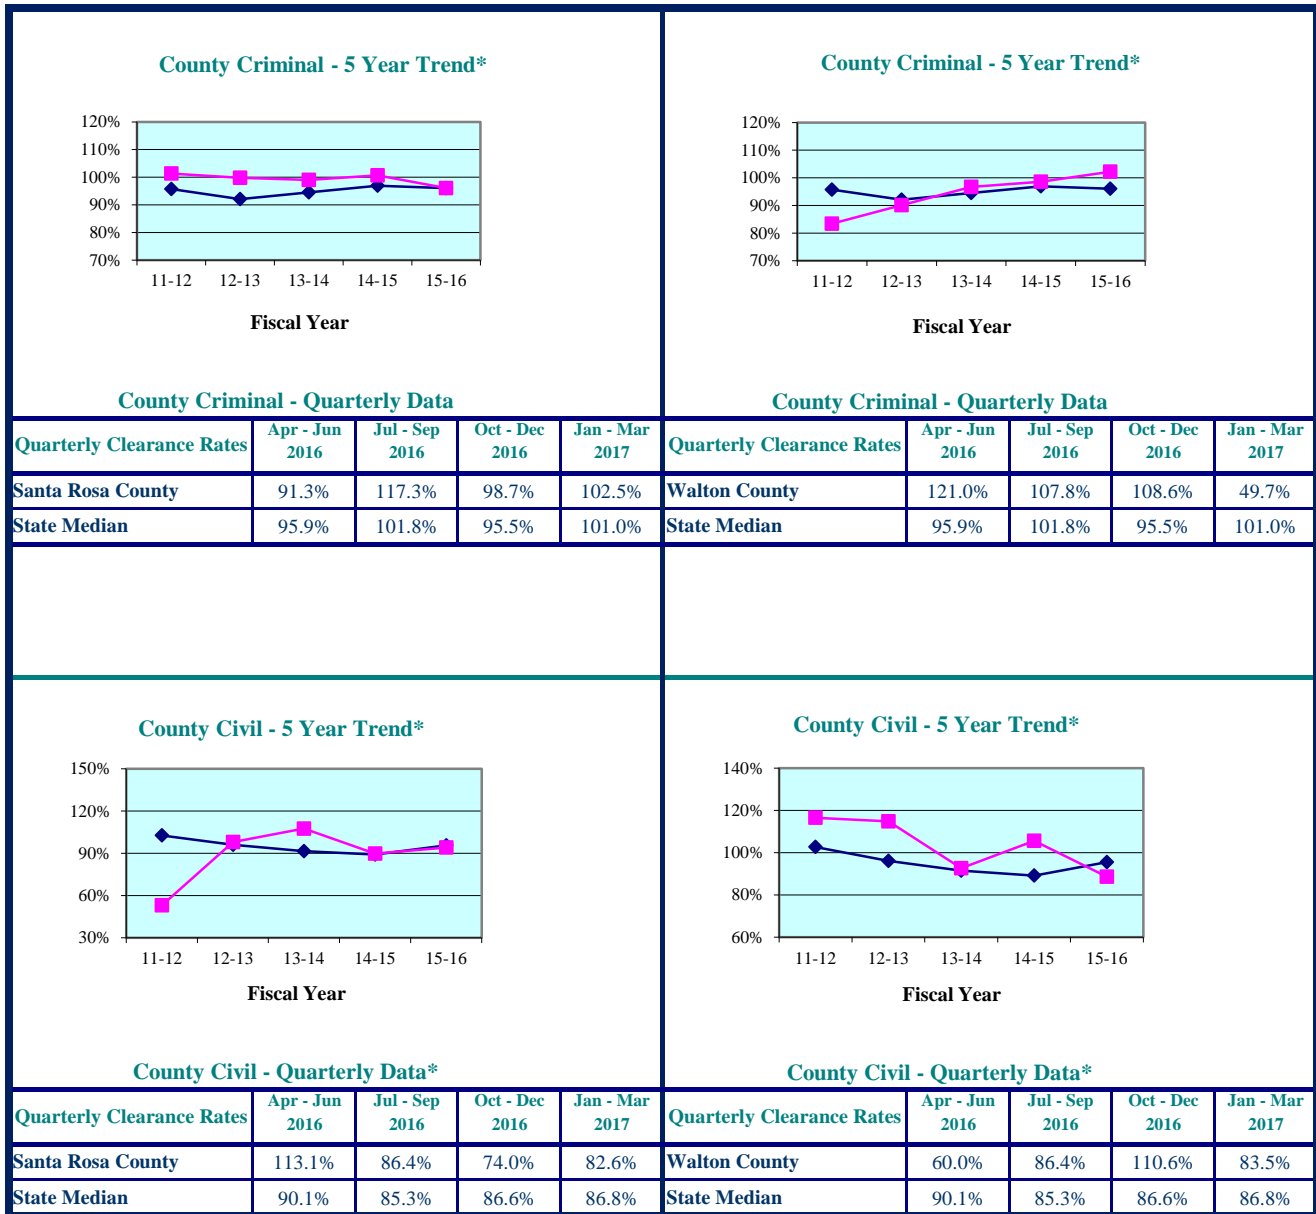 County Criminal - 5 Year Trend*
120%
110%
100%
90%
80%
70%
11-12 12-13 13-14 14-15 15-16
Fiscal Year
County Criminal - Quarterly Data
Quarterly Clearance Rates Apr - Jun 2016 Jul - Sep 2016 Oct - Dec 2016 Jan - Mar 2017
Santa Rosa County 91.3% 117.3% 98.7% 102.5%
State Median 95.9% 101.8% 95.5% 101.0%
County Criminal - 5 Year Trend*
120%
110%
100%
90%
80%
70%
11-12 12-13 13-14 14-15 15-16
Fiscal Year
County Criminal - Quarterly Data
Quarterly Clearance Rates Apr - Jun 2016 Jul - Sep 2016 Oct - Dec 2016 Jan - Mar 2017
Walton County 121.0% 107.8% 108.6% 49.7%
State Median 95.9% 101.8% 95.5% 101.0%
County Civil - 5 Year Trend*
150%
120%
90%
60%
30%
11-12 12-13 13-14 14-15 15-16
Fiscal Year
County Civil - Quarterly Data*
Quarterly Clearance Rates Apr - Jun 2016 Jul - Sep 2016 Oct - Dec 2016 Jan - Mar 2017
Santa Rosa County 113.1% 86.4% 74.0% 82.6%
State Median 90.1% 85.3% 86.6% 86.8%
County Civil - 5 Year Trend*
140%
120%
100%
80%
60%
11-12 12-13 13-14 14-15 15-16
Fiscal Year
County Civil - Quarterly Data*
Quarterly Clearance Rates Apr - Jun 2016 Jul - Sep 2016 Oct - Dec 2016 Jan - Mar 2017
Walton County 60.0% 86.4% 110.6% 83.5%
State Median 90.1% 85.3% 86.6% 86.8%